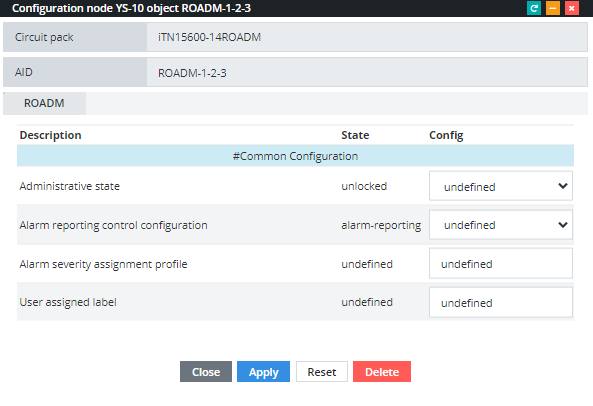 Configuration node YS-10 object ROADM-1-2-3
Circuit pack iTN15600-14ROADM
AID ROADM-1-2-3
ROADM
Description State Config
#Common Configuration
Administrative state unlocked undefined
Alarm reporting control configuration alarm-reporting undefined
Alarm severity assignment profile undefined undefined
User assigned label undefined undefined
Close Apply Reset Delete